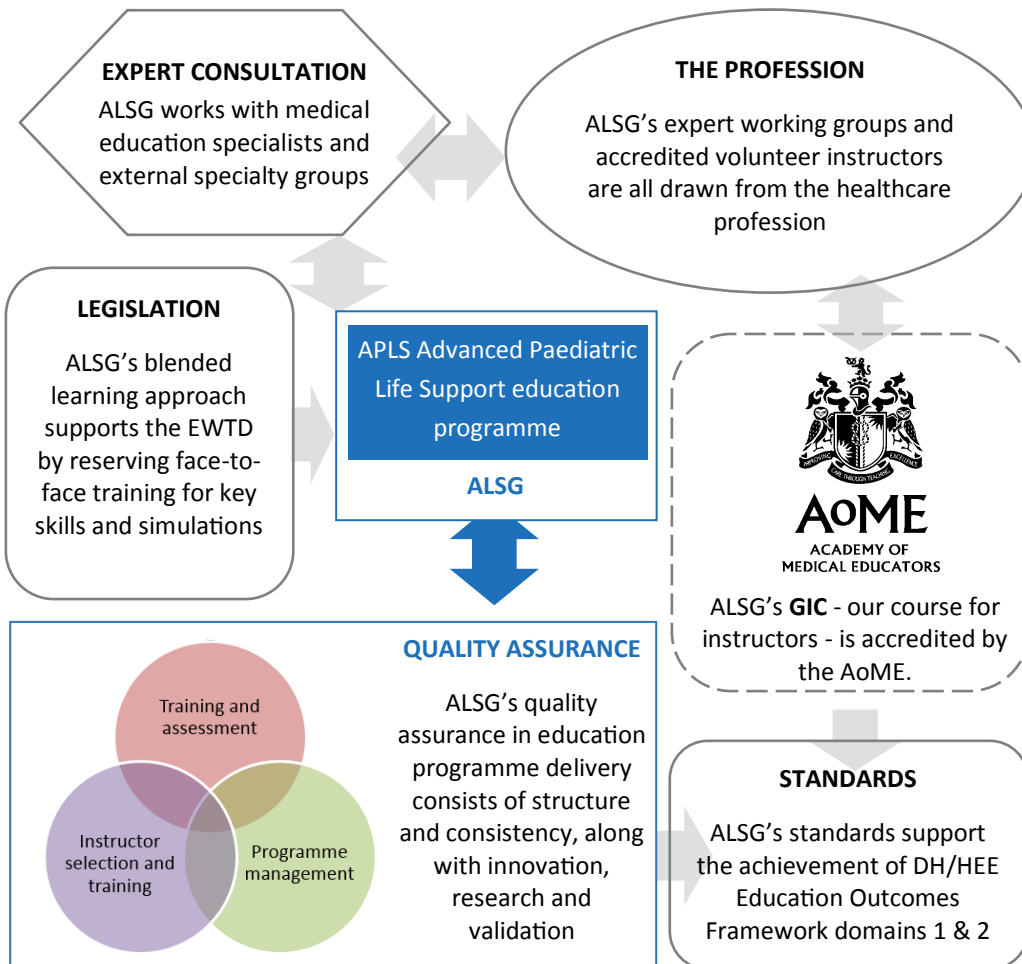 EXPERT CONSULTATION
ALSG works with medical
education specialists and
external specialty groups
THE PROFESSION
ALSG's expert working groups and
accredited volunteer instructors
are all drawn from the healthcare
profession
LEGISLATION
ALSG's blended
learning approach
supports the EWTD
by reserving face-to-
face training for key
skills and simulations
APLS Advanced Paediatric
Life Support education
programme
ALSG
IMPROVING
EXCELLENCE
CARE THROUGH TEACHING
AoME
ACADEMY OF
MEDICAL EDUCATORS
ALSG's GIC - our course for
instructors - is accredited by
the AoME.
QUALITY ASSURANCE
ALSG's quality
assurance in education
programme delivery
consists of structure
and consistency, along
with innovation,
research and
validation
Training and
assessment
Instructor
selection and
training
Programme
management
STANDARDS
ALSG's standards support
the achievement of DH/HEE
Education Outcomes
Framework domains 1 & 2